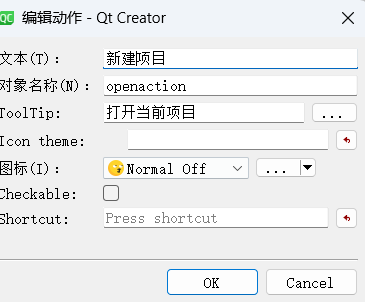 QC 编辑动作 - Qt Creator
文本(T): 新建项目
对象名称(N): openaction
ToolTip: 打开当前项目 ...
Icon theme:
图标(I): Normal Off ...
Checkable:
Shortcut: Press shortcut
OK Cancel